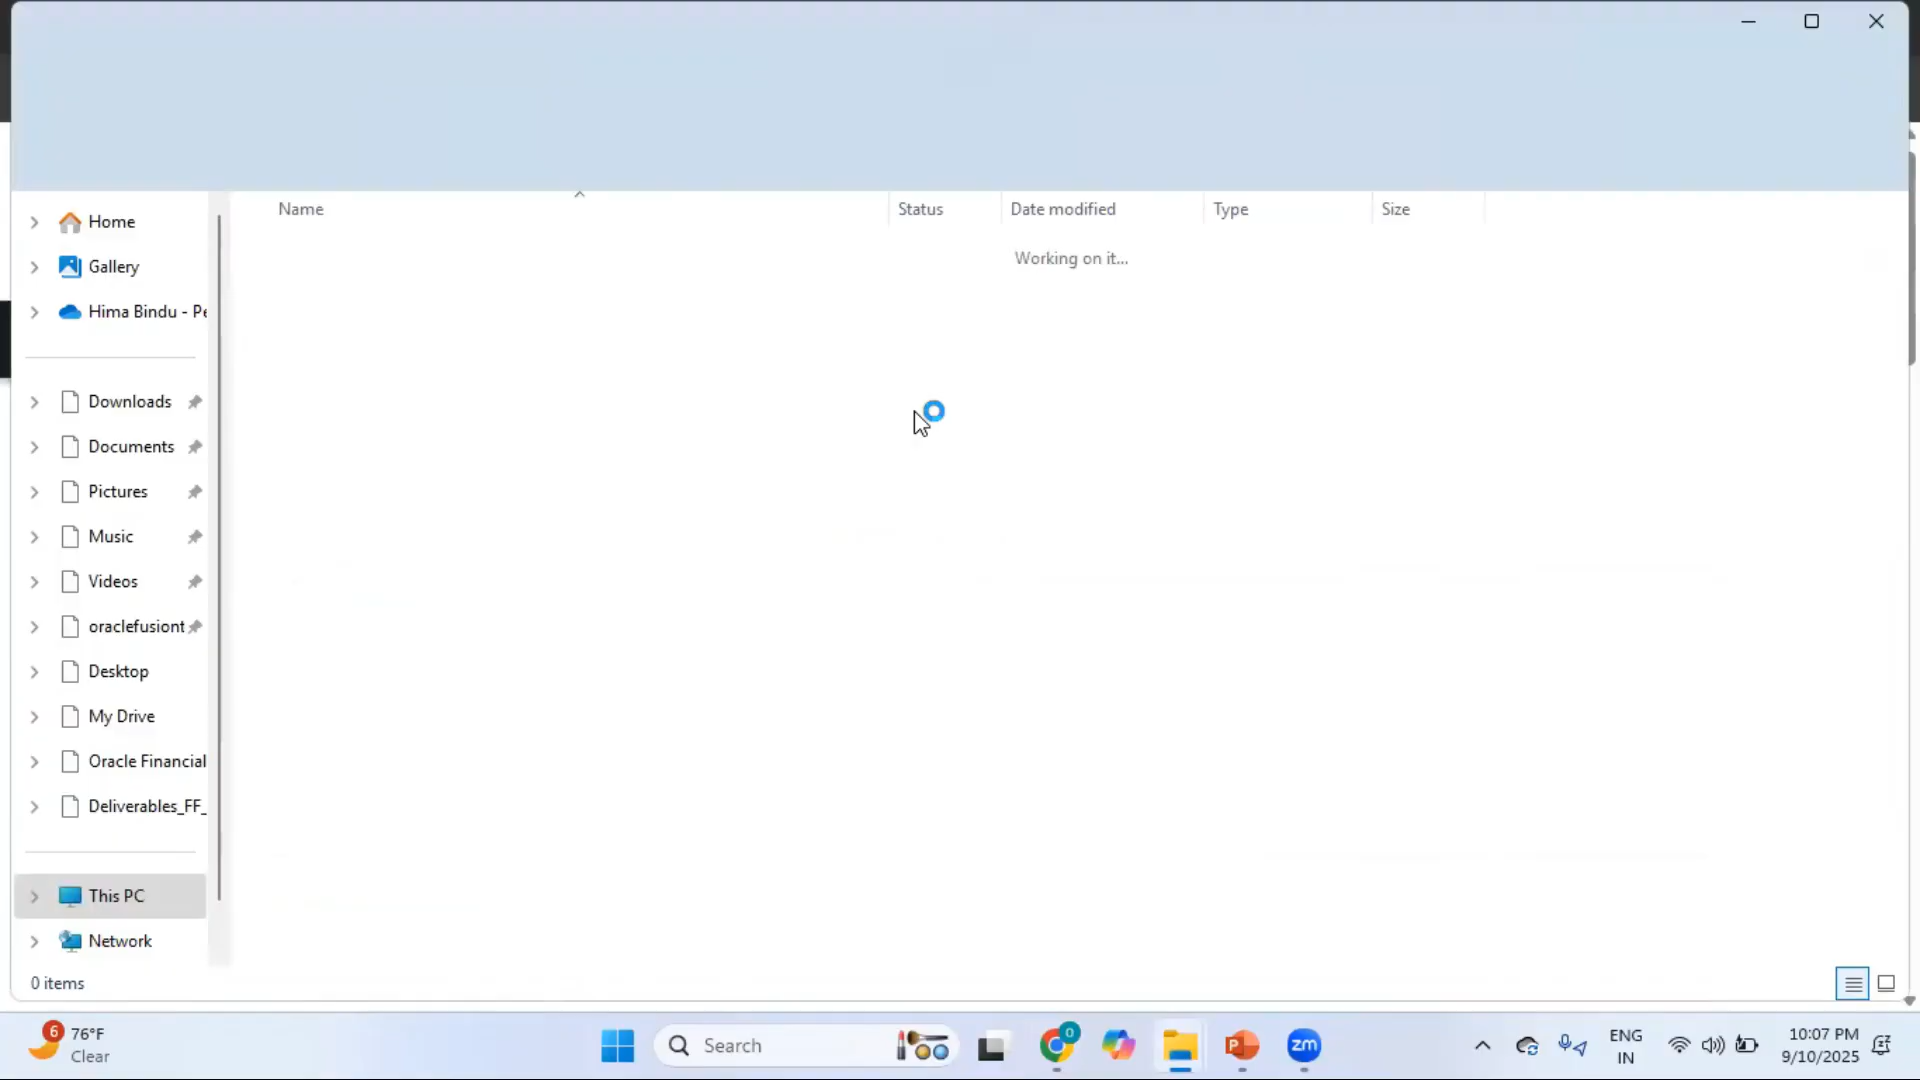 Name
Status
Date modified
Type
Size
Working on it...
Home
Gallery
Hima Bindu - Pe
Downloads
Documents
Pictures
Music
Videos
oraclefusiont
Desktop
My Drive
Oracle Financial
Deliverables_FF_
This PC
Network
0 items
6
76°F
Clear
Search
0
P
zm
ENG
IN
10:07 PM
9/10/2025